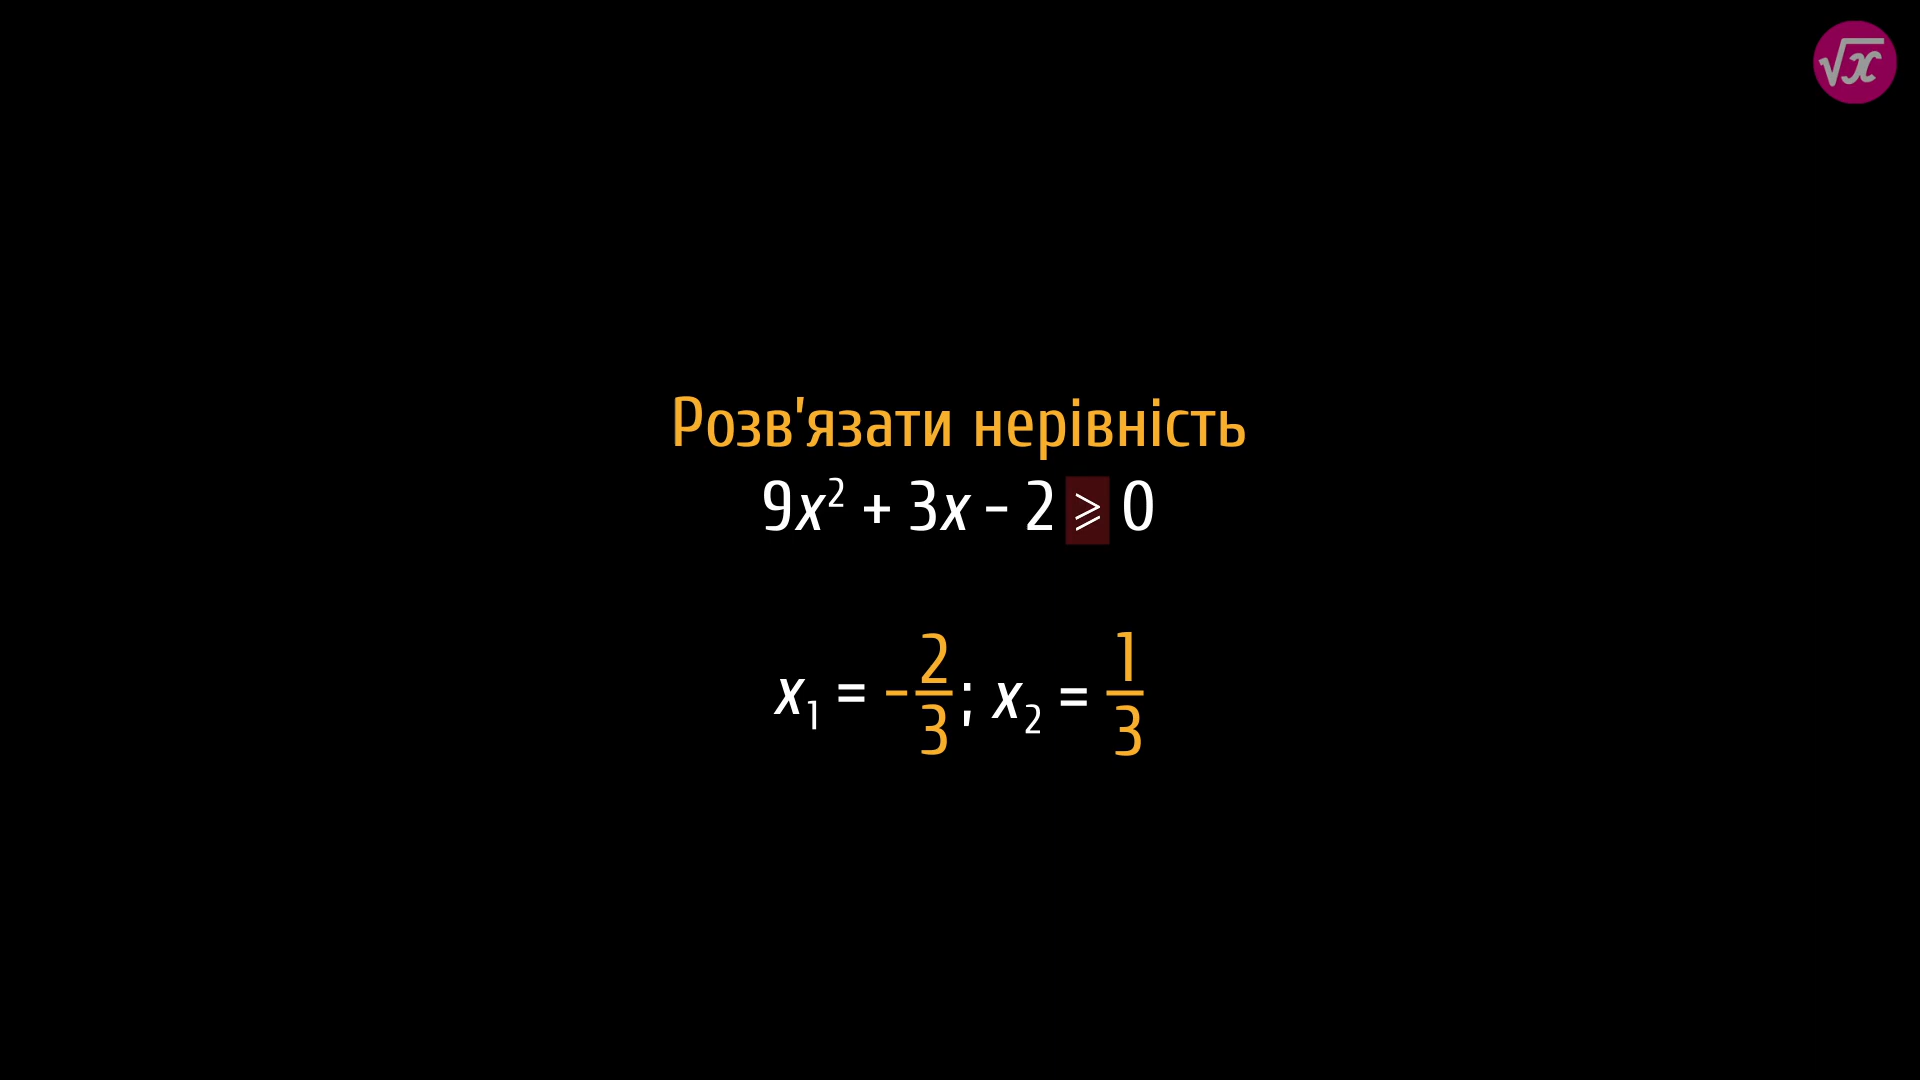 √x
Розв'язати нерівність
9x² + 3x - 2 ⩾ 0
x₁ = -2/3; x₂ = 1/3